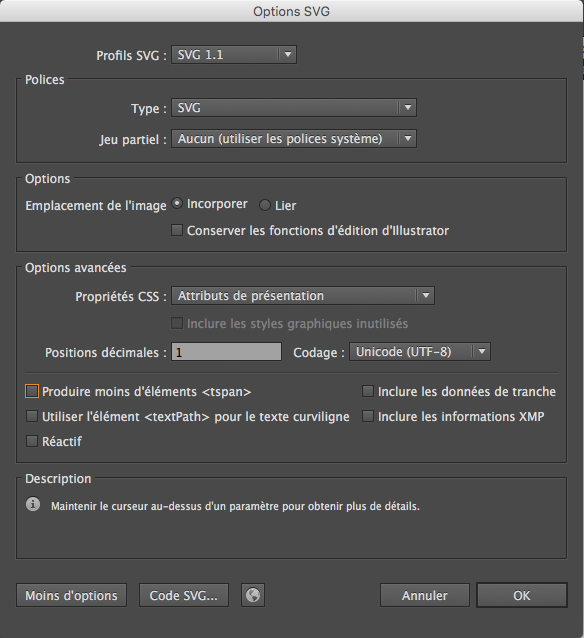 Options SVG
Profils SVG : SVG 1.1
Polices
Type : SVG
Jeu partiel : Aucun (utiliser les polices système)
Options
Emplacement de l'image Incorporer Lier
Conserver les fonctions d'édition d'Illustrator
Options avancées
Propriétés CSS : Attributs de présentation
Inclure les styles graphiques inutilisés
Positions décimales : 1 Codage : Unicode (UTF-8)
Produire moins d'éléments <tspan> Inclure les données de tranche
Utiliser l'élément <textPath> pour le texte curviligne Inclure les informations XMP
Réactif
Description
Maintenir le curseur au-dessus d'un paramètre pour obtenir plus de détails.
Moins d'options Code SVG... Annuler OK